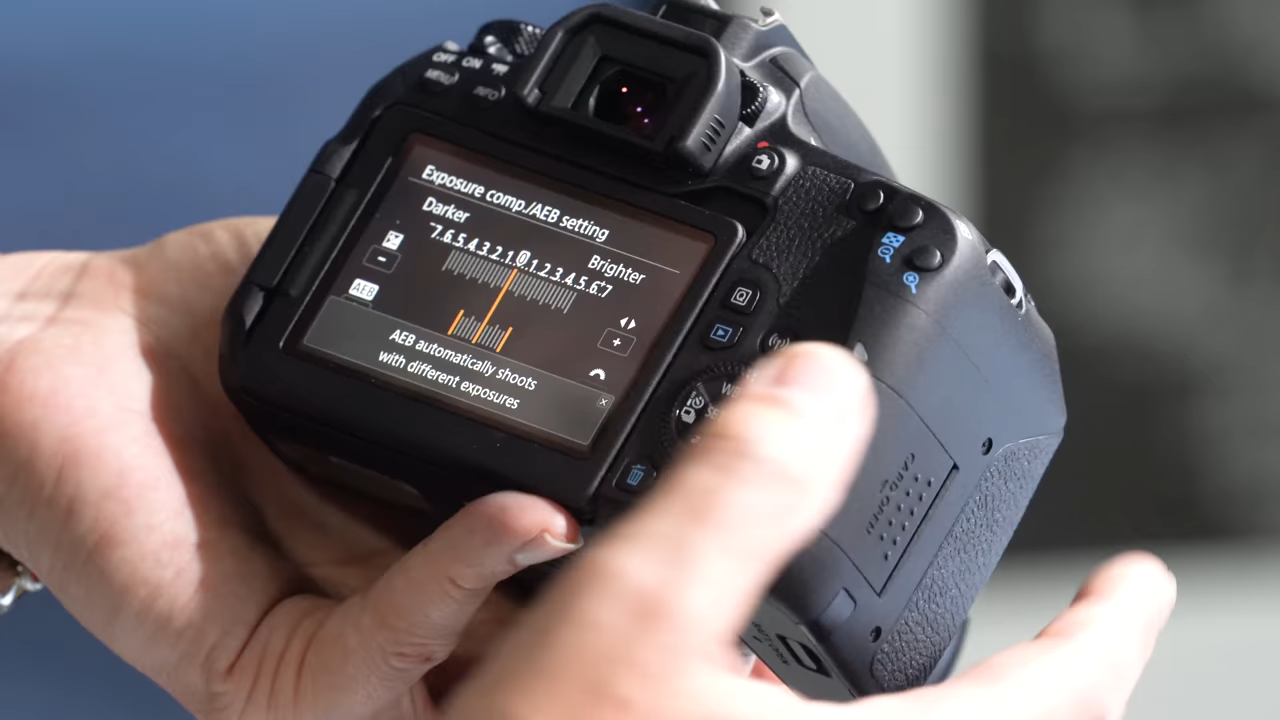 OFF ON
MENU
INFO
Exposure comp./AEB setting
Darker
Brighter
-7.6.5.4.3.2.1.0.1.2.3.4.5.6.+7
-
AEB
+
AEB automatically shoots
with different exposures
Q
CARD OPEN